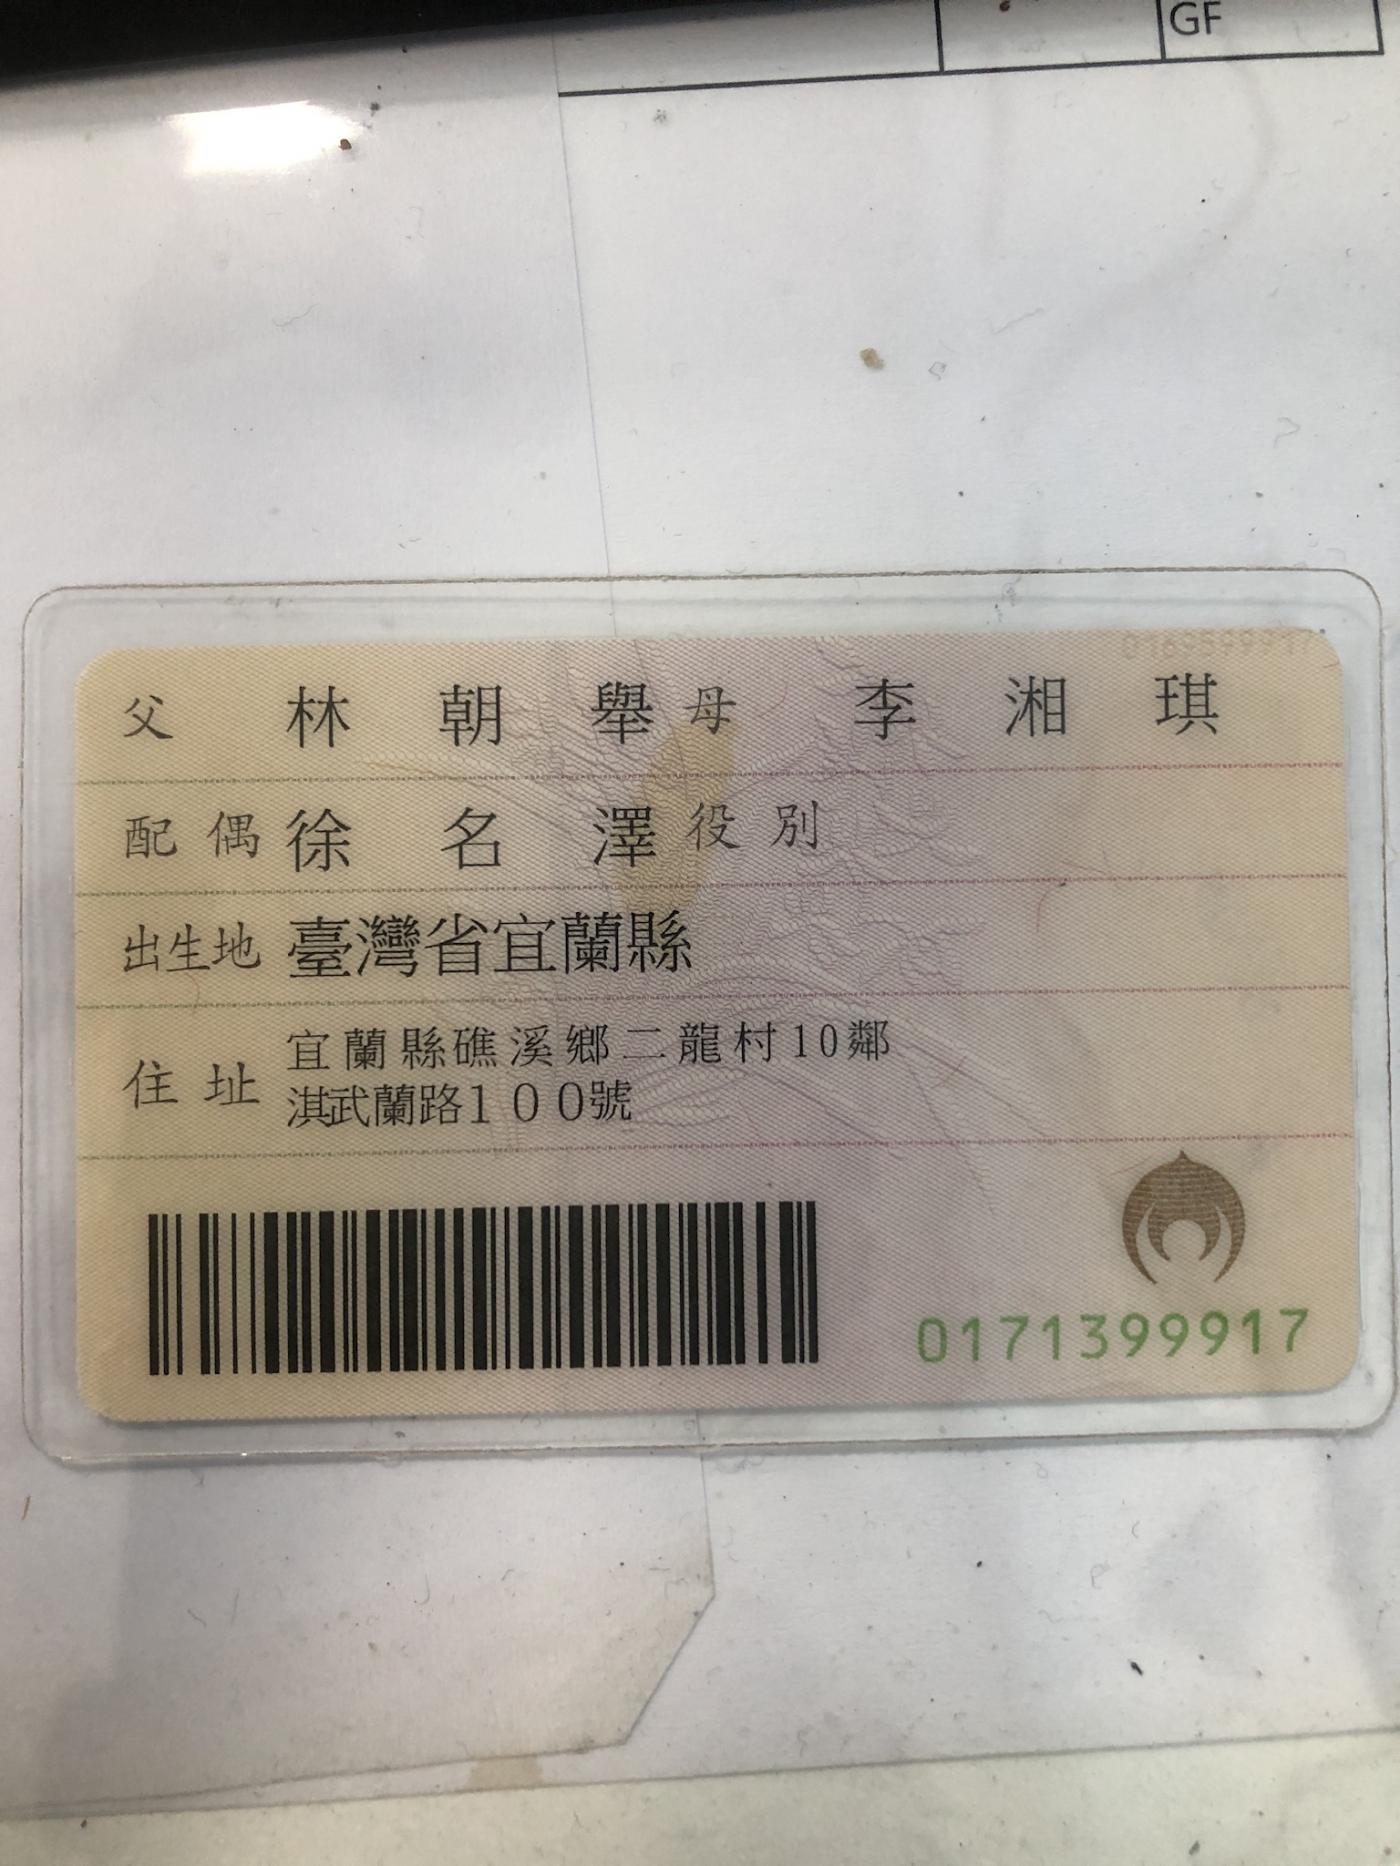 GF
父 林朝舉 母 李湘琪
配偶 徐名澤 役別
出生地 臺灣省宜蘭縣
住址 宜蘭縣礁溪鄉二龍村10鄰
淇武蘭路100號
0171399917